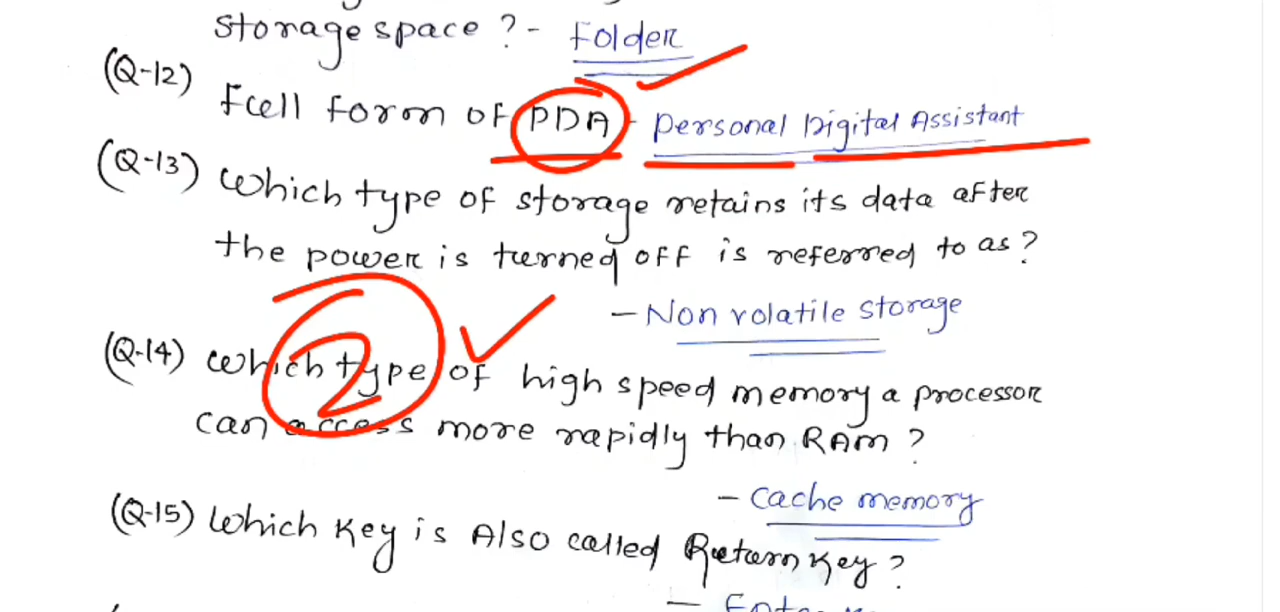 storage space ? - Folder
(Q-12) Full form of PDA - Personal Digital Assistant
(Q-13) Which type of storage retains its data after
the power is turned off is referred to as ?
- Non volatile storage
2
(Q-14) Which type of high speed memory a processor
can access more rapidly than RAM ?
- Cache memory
(Q-15) Which Key is Also called Return Key ?